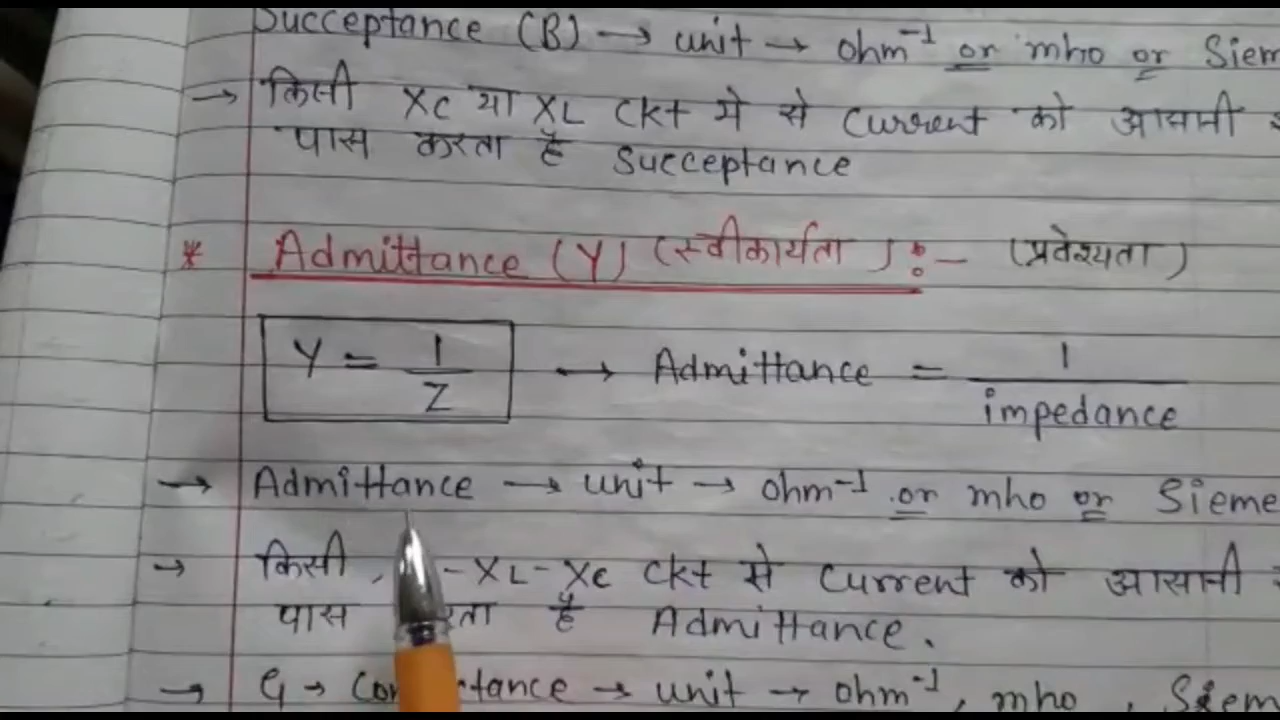 Succeptance (B) → unit → ohm⁻¹ or mho or Siem
→ किसी XC या XL Ckt मे से Current को आसानी
पास करता है Succeptance
* Admittance (Y) (स्वीकार्यता) :- (प्रवेश्यता)
Y = 1/Z → Admittance = 1/impedance
→ Admittance → unit → ohm⁻¹ or mho or Sieme
→ किसी, - XL - XC Ckt से Current को आसानी
पास है Admittance.
→ G → unit → ohm⁻¹, mho, Siem